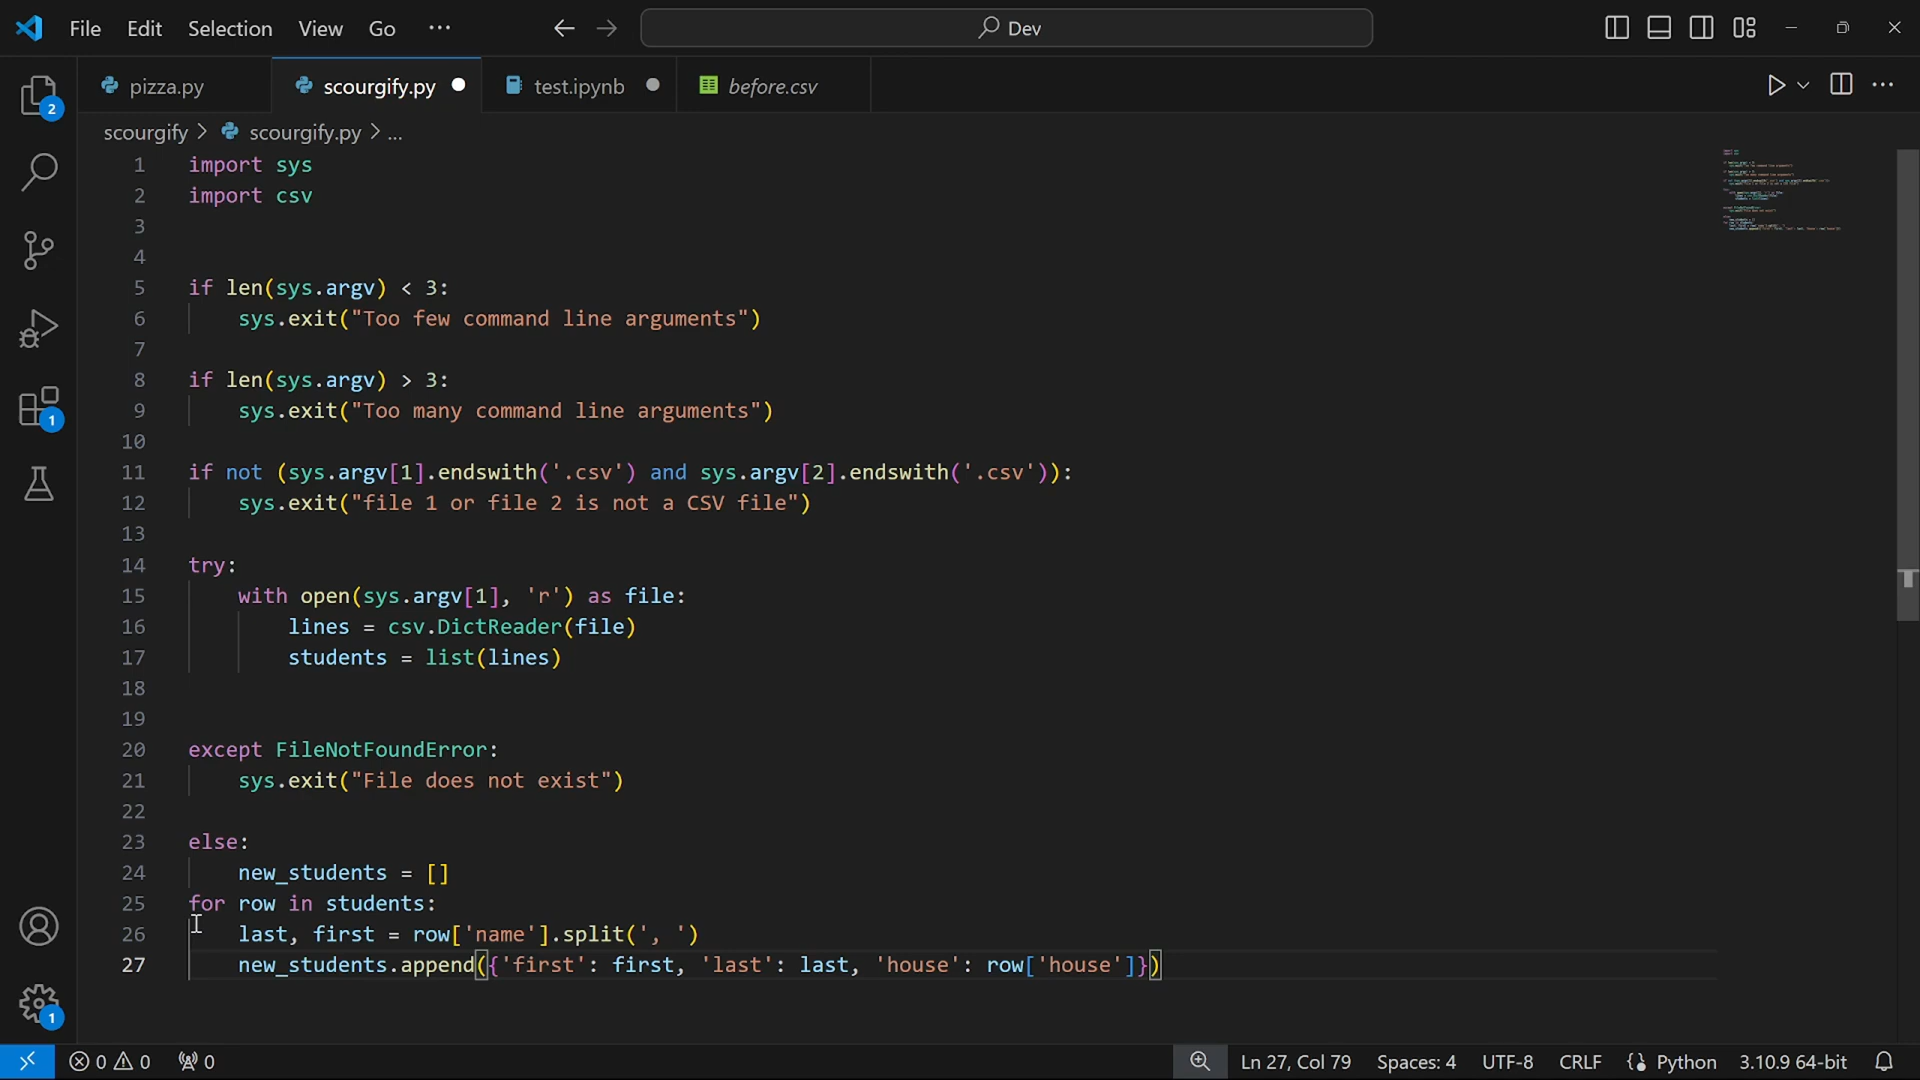 File Edit Selection View Go ··· Dev
pizza.py scourgify.py test.ipynb before.csv
scourgify > scourgify.py > ...
1 import sys
2 import csv
3
4
5 if len(sys.argv) < 3:
6 sys.exit("Too few command line arguments")
7
8 if len(sys.argv) > 3:
9 sys.exit("Too many command line arguments")
10
11 if not (sys.argv[1].endswith('.csv') and sys.argv[2].endswith('.csv')):
12 sys.exit("file 1 or file 2 is not a CSV file")
13
14 try:
15 with open(sys.argv[1], 'r') as file:
16 lines = csv.DictReader(file)
17 students = list(lines)
18
19
20 except FileNotFoundError:
21 sys.exit("File does not exist")
22
23 else:
24 new_students = []
25 for row in students:
26 last, first = row['name'].split(', ')
27 new_students.append({'first': first, 'last': last, 'house': row['house']})
2
1
1
0 0 0 Ln 27, Col 79 Spaces: 4 UTF-8 CRLF {} Python 3.10.9 64-bit